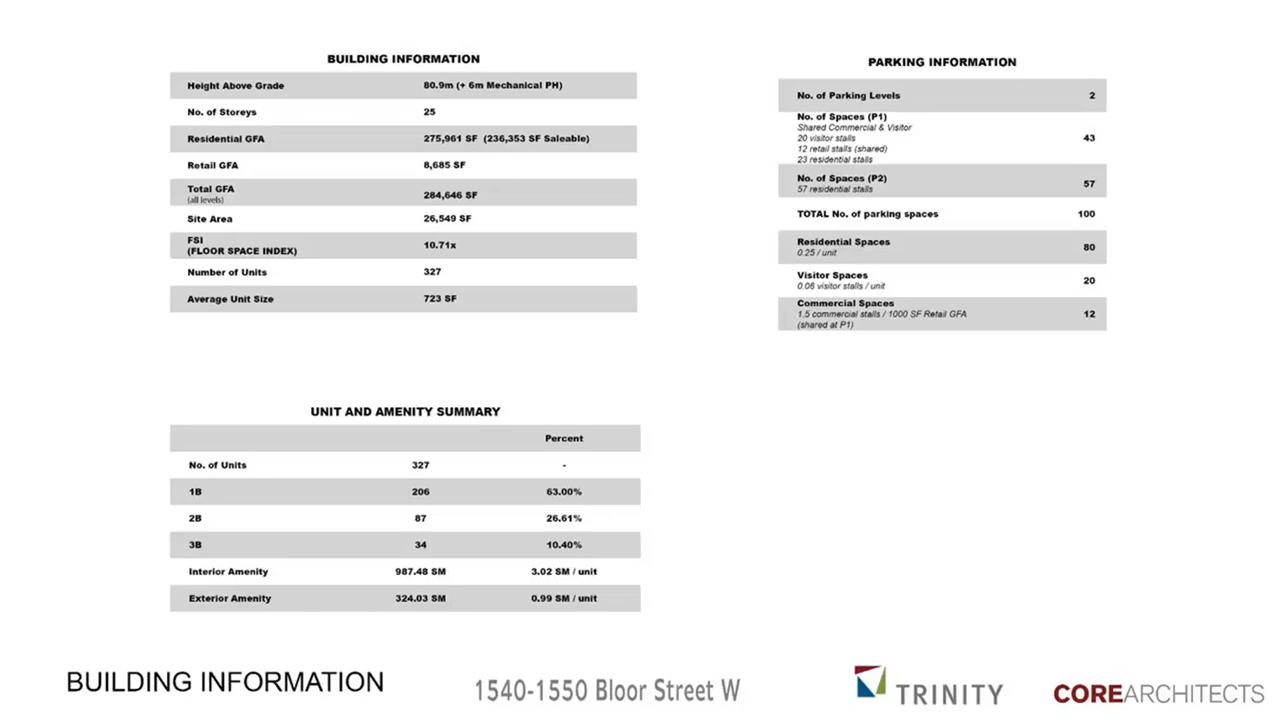 BUILDING INFORMATION
Height Above Grade 80.9m (+ 6m Mechanical PH)
No. of Storeys 25
Residential GFA 275,961 SF (236,353 SF Saleable)
Retail GFA 8,685 SF
Total GFA
(all levels) 284,646 SF
Site Area 26,549 SF
FSI
(FLOOR SPACE INDEX) 10.71x
Number of Units 327
Average Unit Size 723 SF
PARKING INFORMATION
No. of Parking Levels 2
No. of Spaces (P1)
Shared Commercial & Visitor
20 visitor stalls
12 retail stalls (shared)
23 residential stalls
43
No. of Spaces (P2)
57 residential stalls
57
TOTAL No. of parking spaces 100
Residential Spaces
0.25 / unit
80
Visitor Spaces
0.06 visitor stalls / unit
20
Commercial Spaces
1.5 commercial stalls / 1000 SF Retail GFA
(shared at P1)
12
UNIT AND AMENITY SUMMARY
Percent
No. of Units 327 -
1B 206 63.00%
2B 87 26.61%
3B 34 10.40%
Interior Amenity 987.48 SM 3.02 SM / unit
Exterior Amenity 324.03 SM 0.99 SM / unit
BUILDING INFORMATION
1540-1550 Bloor Street W
TRINITY
COREARCHITECTS